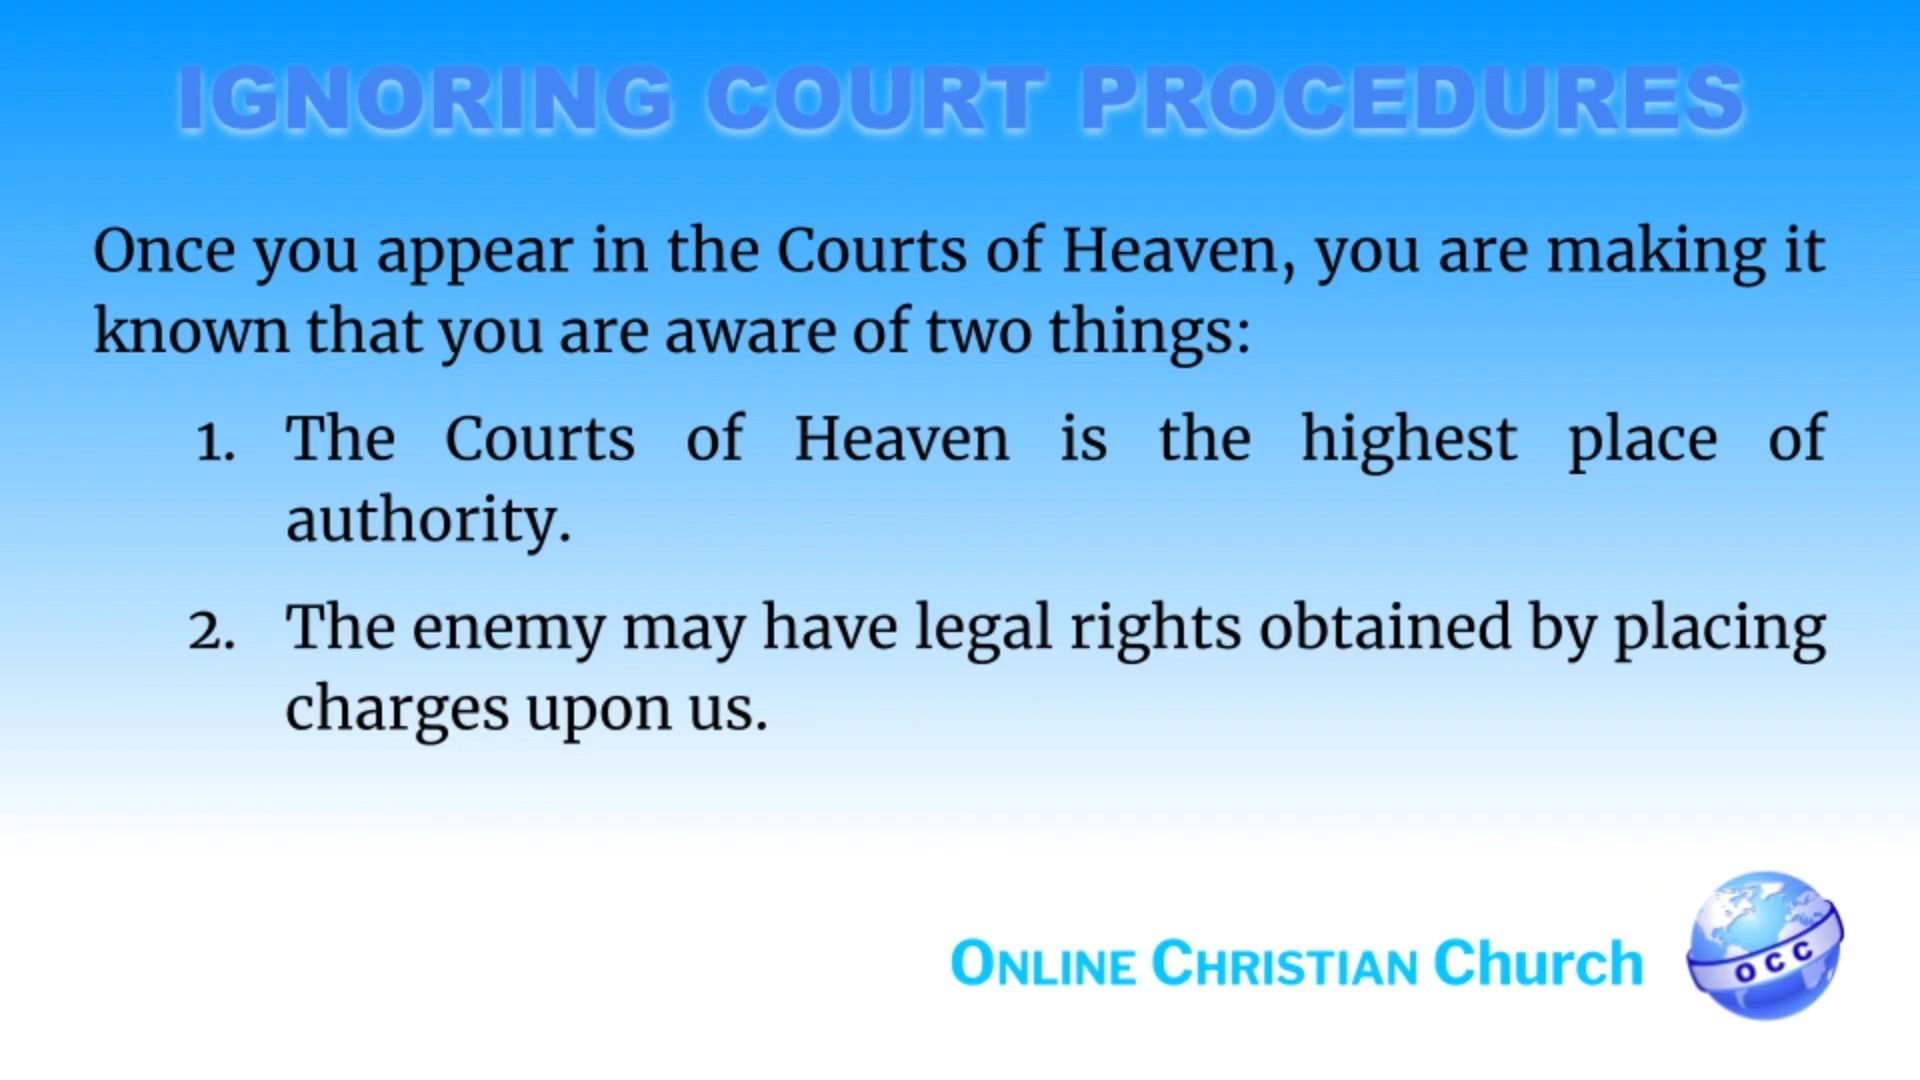 IGNORING COURT PROCEDURES
Once you appear in the Courts of Heaven, you are making it
known that you are aware of two things:
1. The Courts of Heaven is the highest place of
authority.
2. The enemy may have legal rights obtained by placing
charges upon us.
ONLINE CHRISTIAN Church
OCC